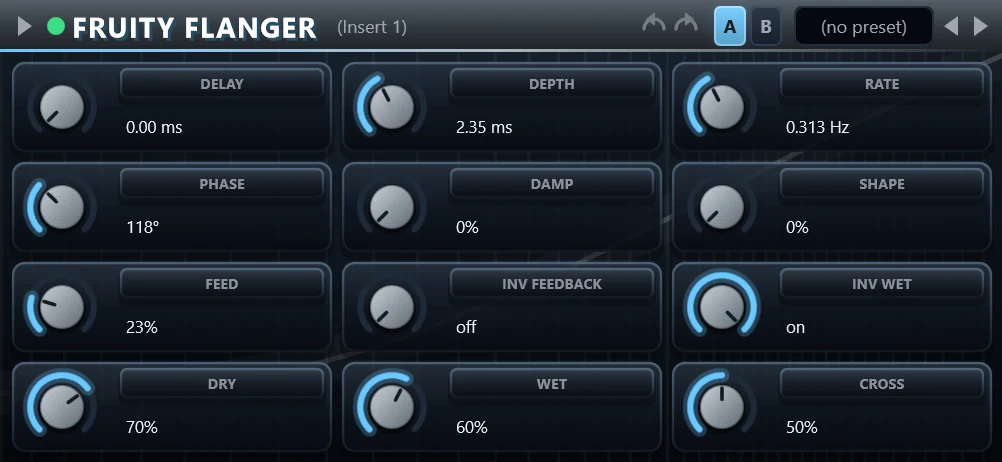 FRUITY FLANGER (Insert 1) A B (no preset)
DELAY DEPTH RATE
0.00 ms 2.35 ms 0.313 Hz
PHASE DAMP SHAPE
118° 0% 0%
FEED INV FEEDBACK INV WET
23% off on
DRY WET CROSS
70% 60% 50%